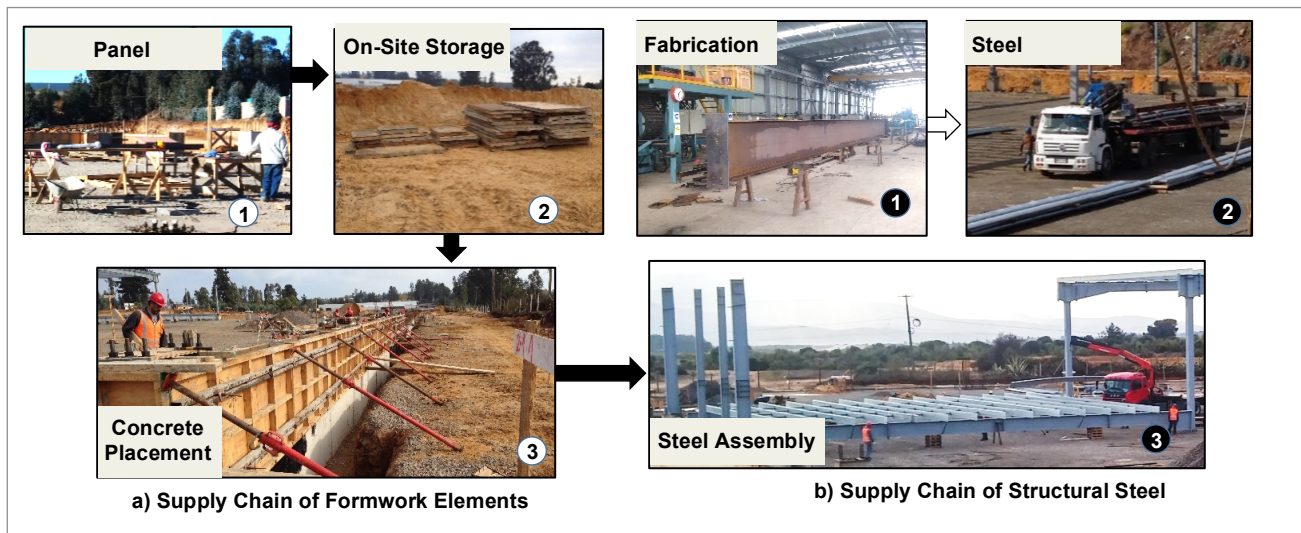 Panel
1
On-Site Storage
2
Fabrication
1
Steel
2
Concrete
Placement
3
Steel Assembly
3
a) Supply Chain of Formwork Elements
b) Supply Chain of Structural Steel